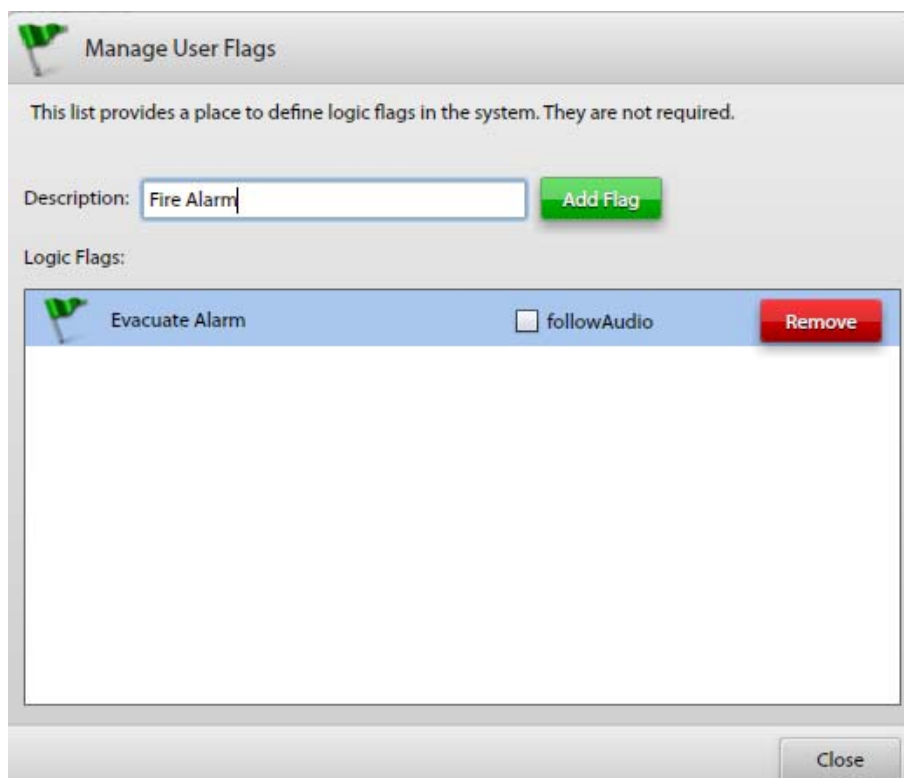 Manage User Flags
This list provides a place to define logic flags in the system. They are not required.
Description: Fire Alarm Add Flag
Logic Flags:
Evacuate Alarm followAudio Remove
Close